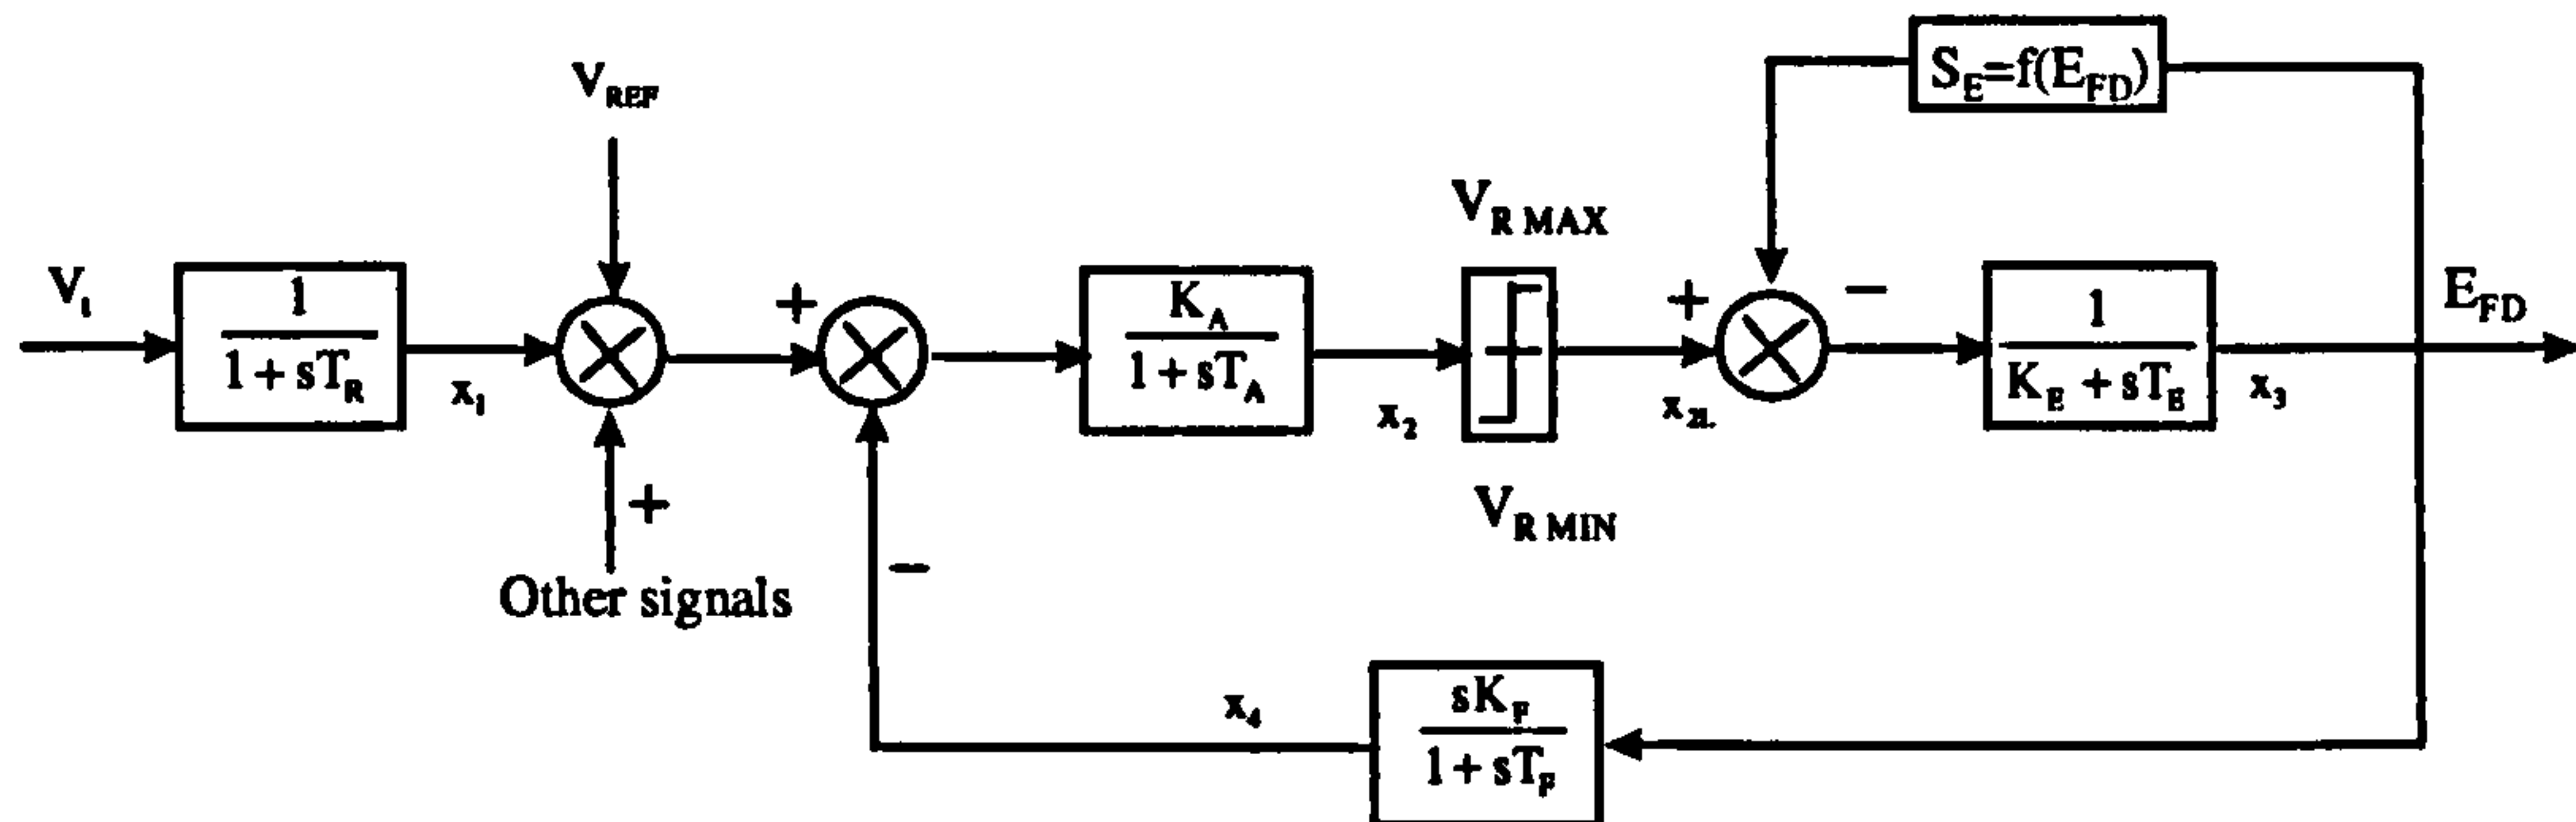 S_E=f(E_FD)
V_REF
V_R MAX
V_i
1
1 + sT_R
x_1
+
K_A
1 + sT_A
x_2
x_2L
+
−
1
K_E + sT_E
x_3
E_FD
V_R MIN
+
Other signals
−
x_4
sK_F
1 + sT_F